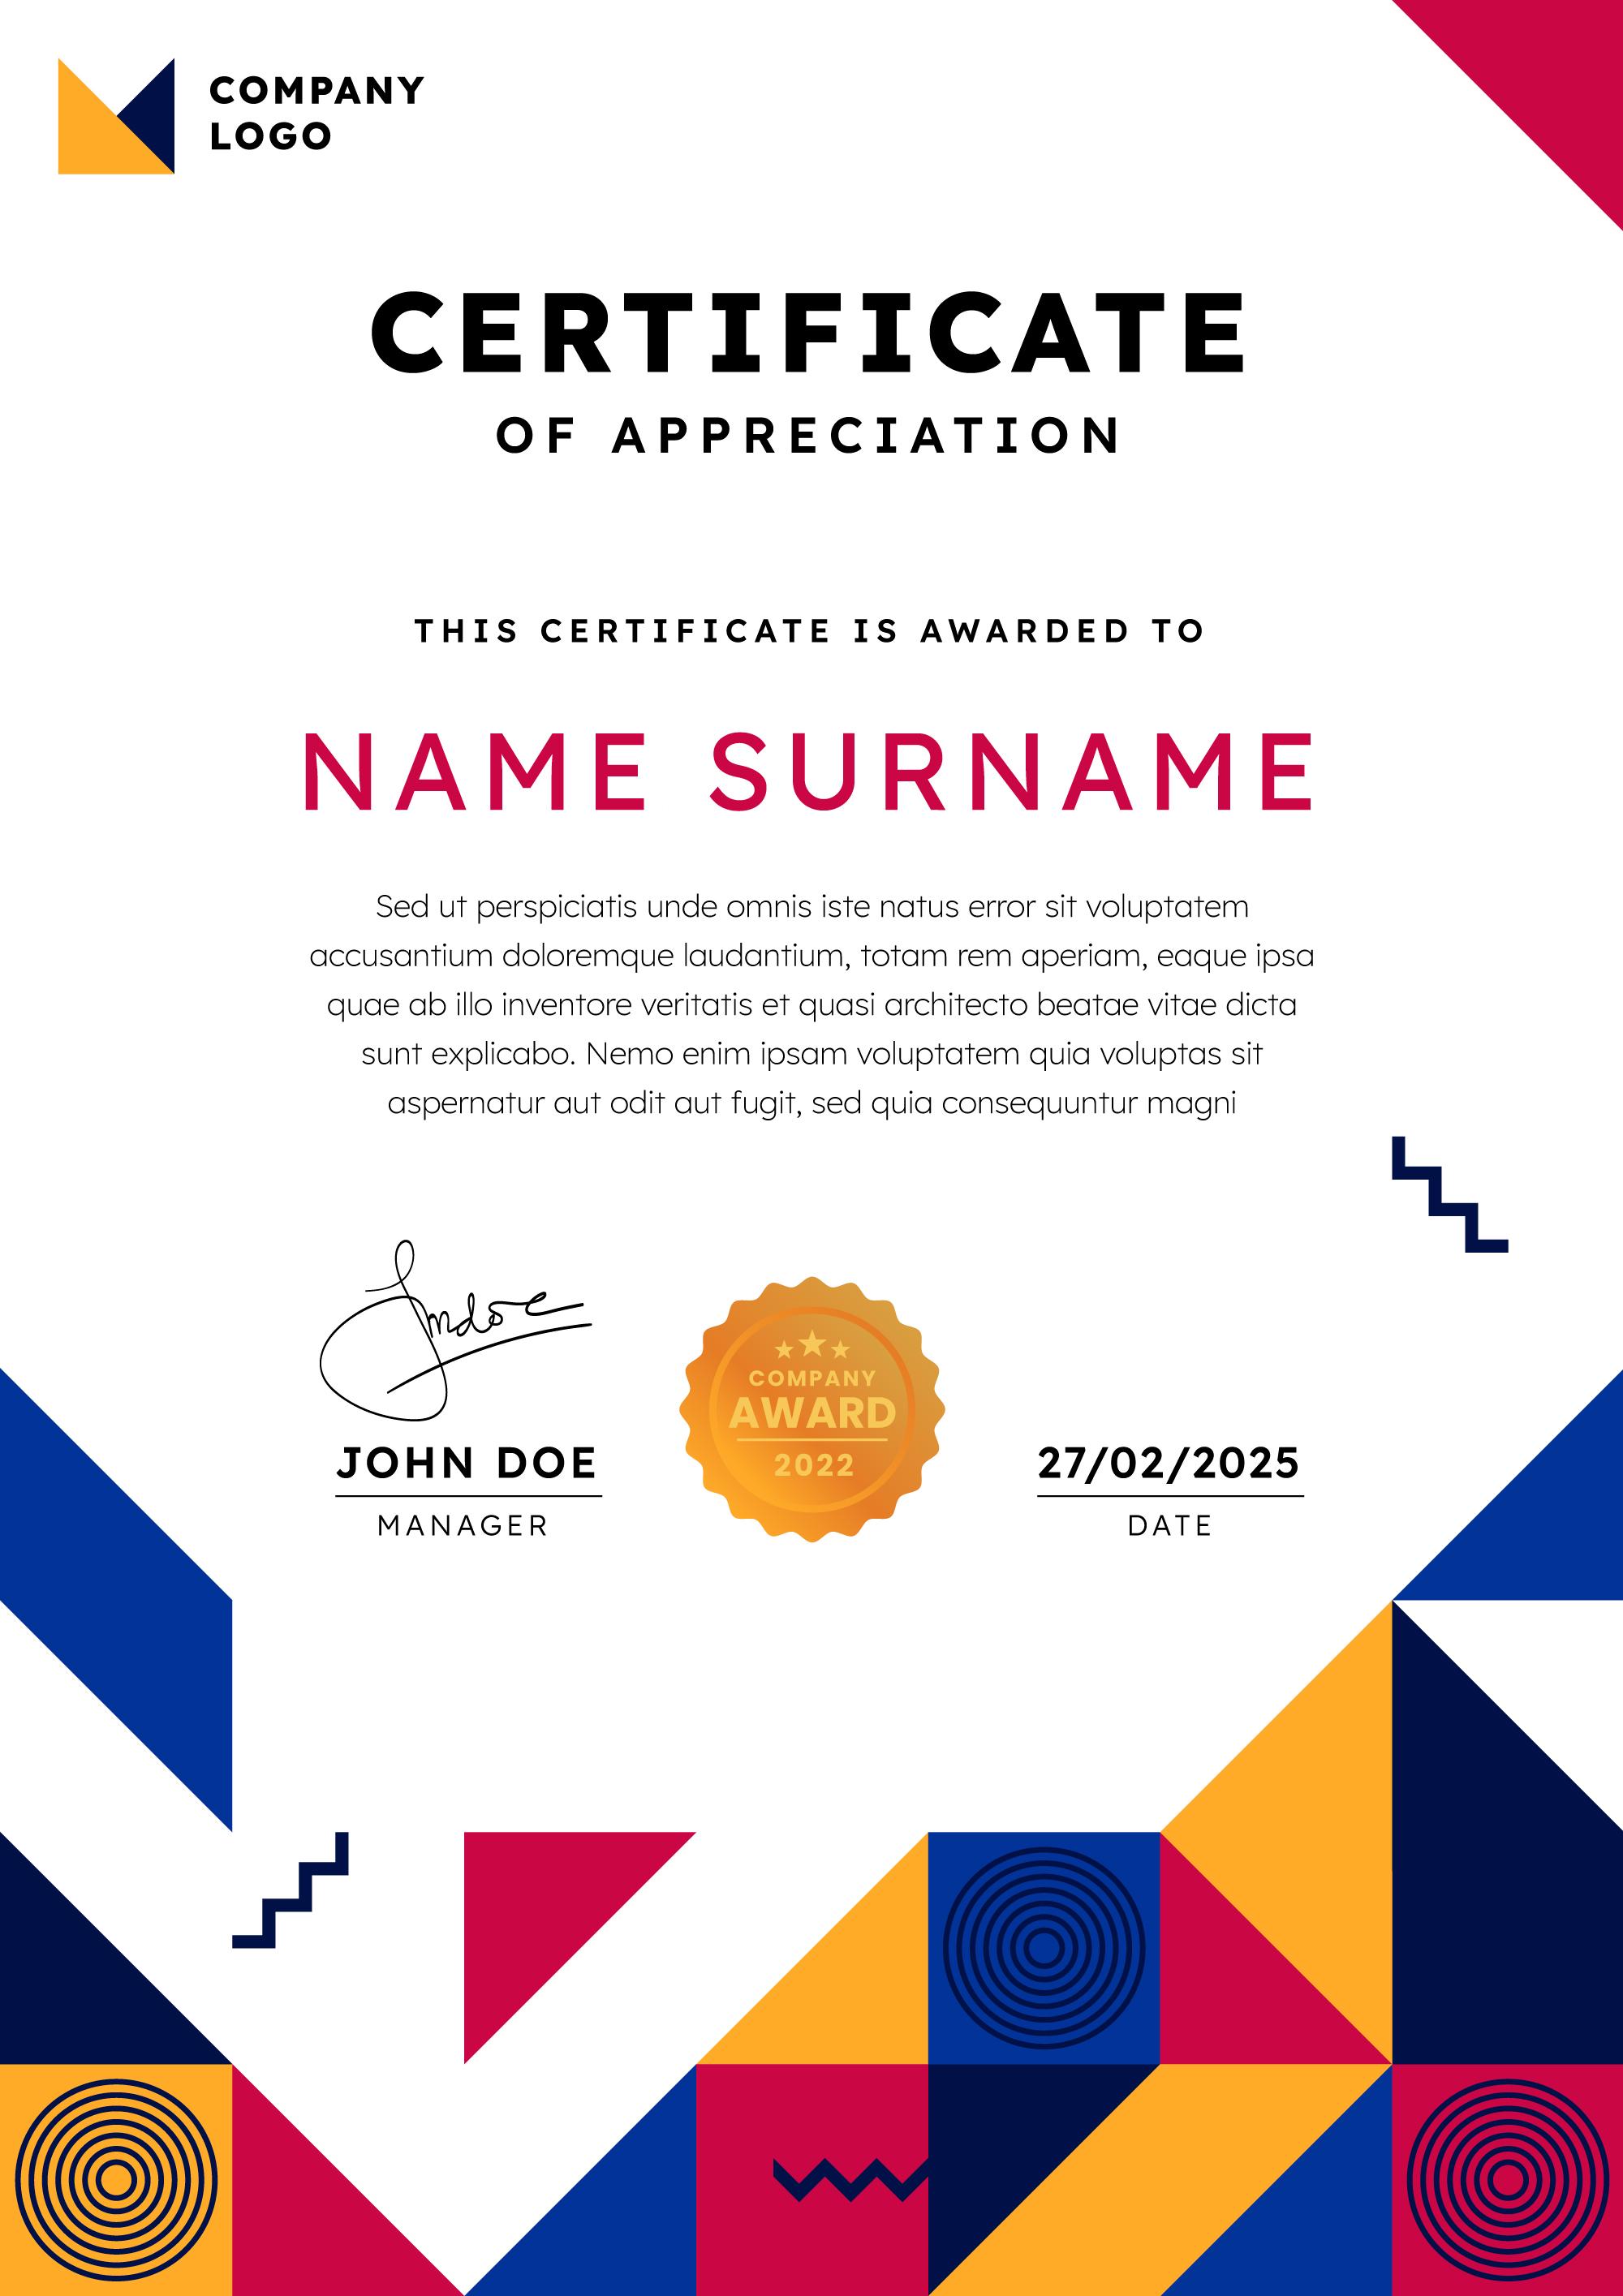 COMPANY
LOGO
CERTIFICATE
OF APPRECIATION
THIS CERTIFICATE IS AWARDED TO
NAME SURNAME
Sed ut perspiciatis unde omnis iste natus error sit voluptatem
accusantium doloremque laudantium, totam rem aperiam, eaque ipsa
quae ab illo inventore veritatis et quasi architecto beatae vitae dicta
sunt explicabo. Nemo enim ipsam voluptatem quia voluptas sit
aspernatur aut odit aut fugit, sed quia consequuntur magni
COMPANY
AWARD
2022
JOHN DOE
MANAGER
27/02/2025
DATE